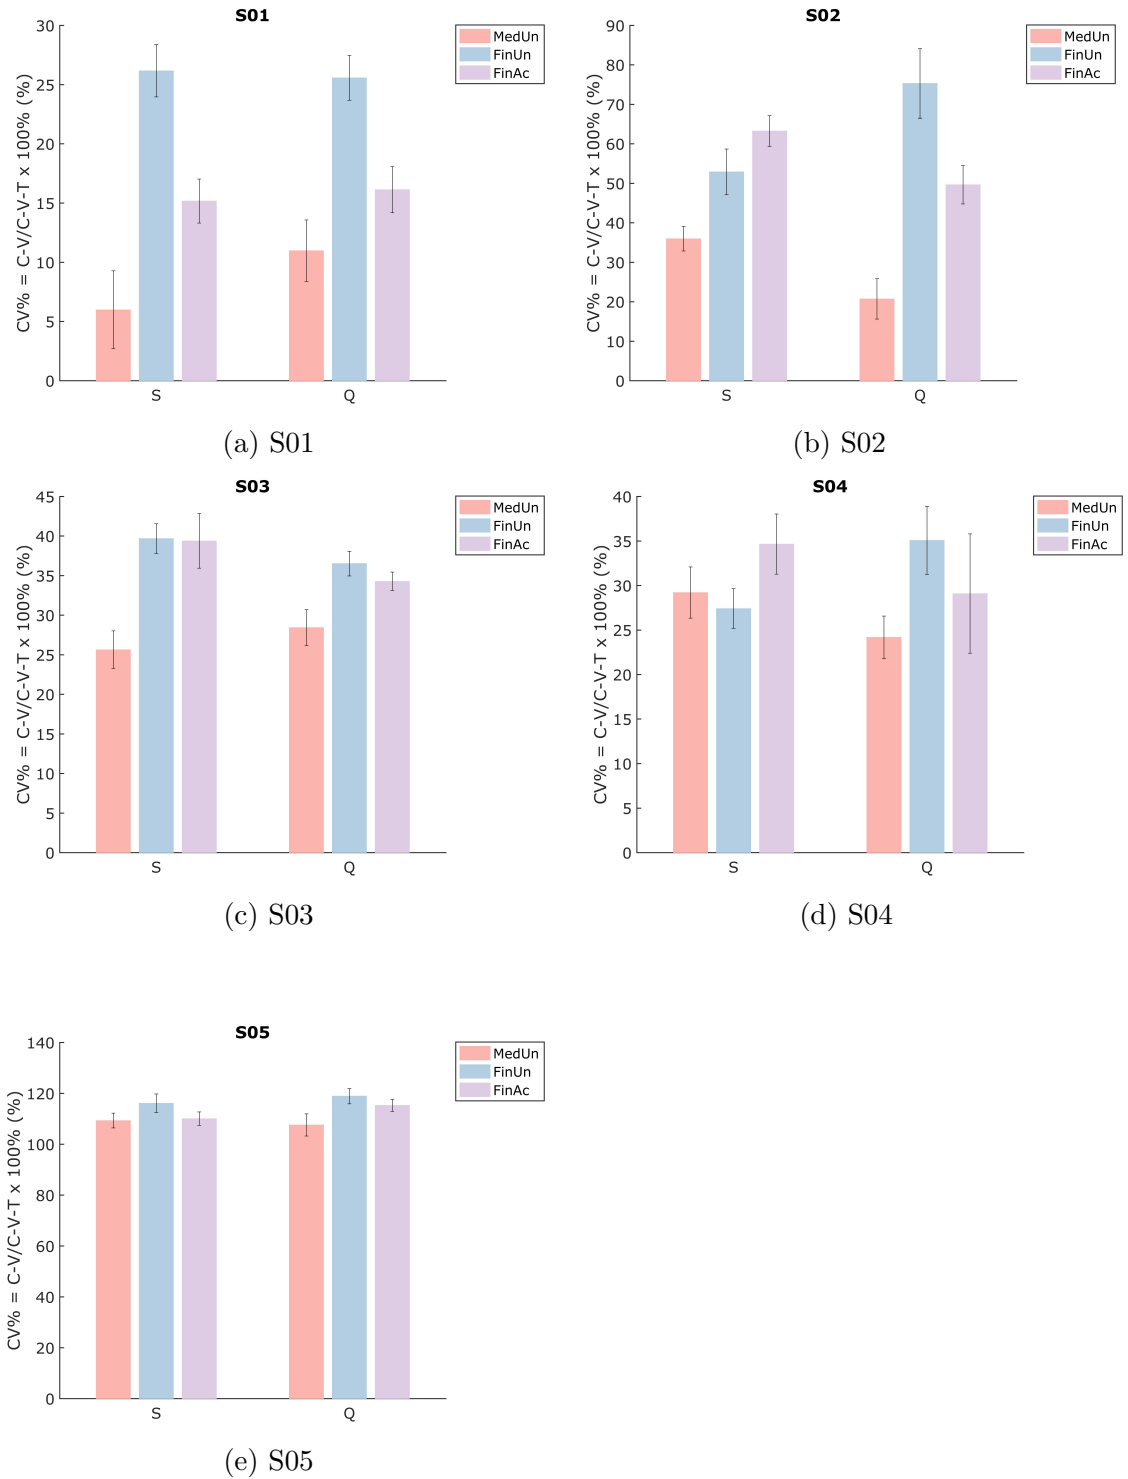 S01
CV% = C-V/C-V-T x 100% (%)
30
25
20
15
10
5
0
S
Q
MedUn
FinUn
FinAc
(a) S01
S02
CV% = C-V/C-V-T x 100% (%)
90
80
70
60
50
40
30
20
10
0
S
Q
MedUn
FinUn
FinAc
(b) S02
S03
CV% = C-V/C-V-T x 100% (%)
45
40
35
30
25
20
15
10
5
0
S
Q
MedUn
FinUn
FinAc
(c) S03
S04
CV% = C-V/C-V-T x 100% (%)
40
35
30
25
20
15
10
5
0
S
Q
MedUn
FinUn
FinAc
(d) S04
S05
CV% = C-V/C-V-T x 100% (%)
140
120
100
80
60
40
20
0
S
Q
MedUn
FinUn
FinAc
(e) S05